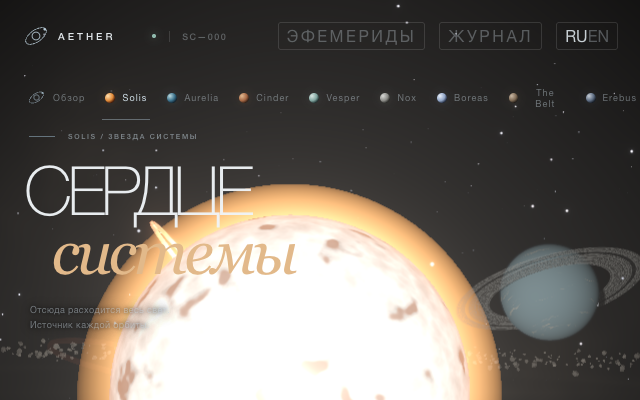 AETHER
SC—000
ЭФЕМЕРИДЫ
ЖУРНАЛ
RU EN
Обзор
Solis
Aurelia
Cinder
Vesper
Nox
Boreas
The Belt
Erebus
SOLIS / ЗВЕЗДА СИСТЕМЫ
СЕРДЦЕ
системы
Отсюда расходится
Источник каждой